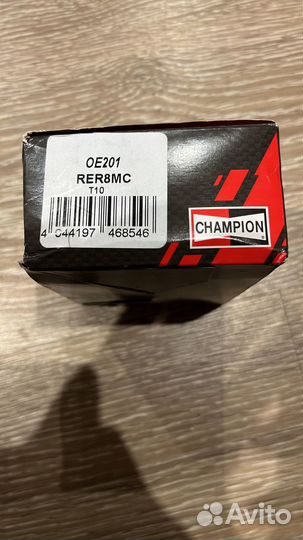 OE201
RER8MC
T10
4 044197 468546
CHAMPION
Avito